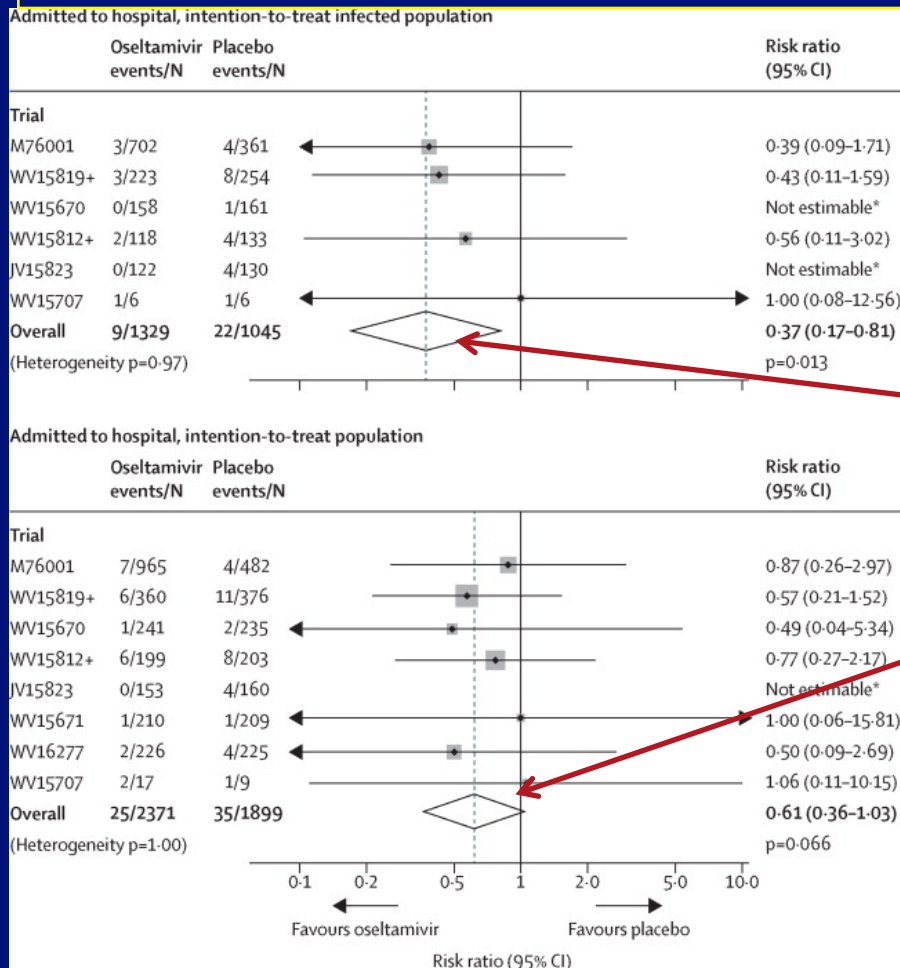 Admitted to hospital, intention-to-treat infected population
Oseltamivir Placebo Risk ratio
events/N events/N (95% CI)
Trial
M76001 3/702 4/361 0·39 (0·09–1·71)
WV15819+ 3/223 8/254 0·43 (0·11–1·59)
WV15670 0/158 1/161 Not estimable*
WV15812+ 2/118 4/133 0·56 (0·11–3·02)
JV15823 0/122 4/130 Not estimable*
WV15707 1/6 1/6 1·00 (0·08–12·56)
Overall 9/1329 22/1045 0·37 (0·17–0·81)
(Heterogeneity p=0·97) p=0·013
Admitted to hospital, intention-to-treat population
Oseltamivir Placebo Risk ratio
events/N events/N (95% CI)
Trial
M76001 7/965 4/482 0·87 (0·26–2·97)
WV15819+ 6/360 11/376 0·57 (0·21–1·52)
WV15670 1/241 2/235 0·49 (0·04–5·34)
WV15812+ 6/199 8/203 0·77 (0·27–2·17)
JV15823 0/153 4/160 Not estimable*
WV15671 1/210 1/209 1·00 (0·06–15·81)
WV16277 2/226 4/225 0·50 (0·09–2·69)
WV15707 2/17 1/9 1·06 (0·11–10·15)
Overall 25/2371 35/1899 0·61 (0·36–1·03)
(Heterogeneity p=1·00) p=0·066
0·1 0·2 0·5 1 2·0 5·0 10·0
Favours oseltamivir Favours placebo
Risk ratio (95% CI)